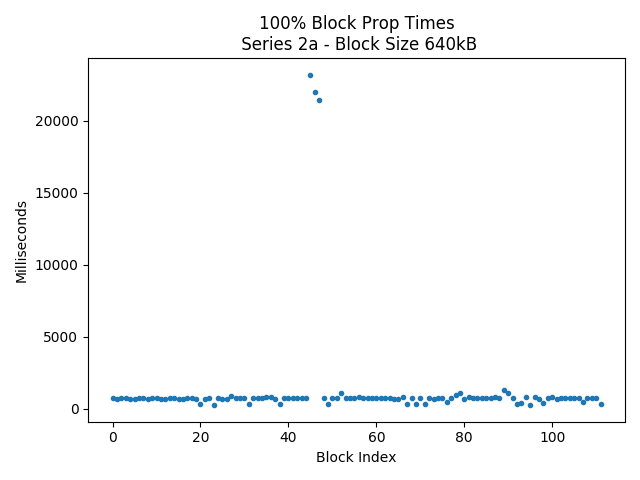 100% Block Prop Times
Series 2a - Block Size 640kB
20000
15000
10000
5000
0
Milliseconds
0 20 40 60 80 100
Block Index